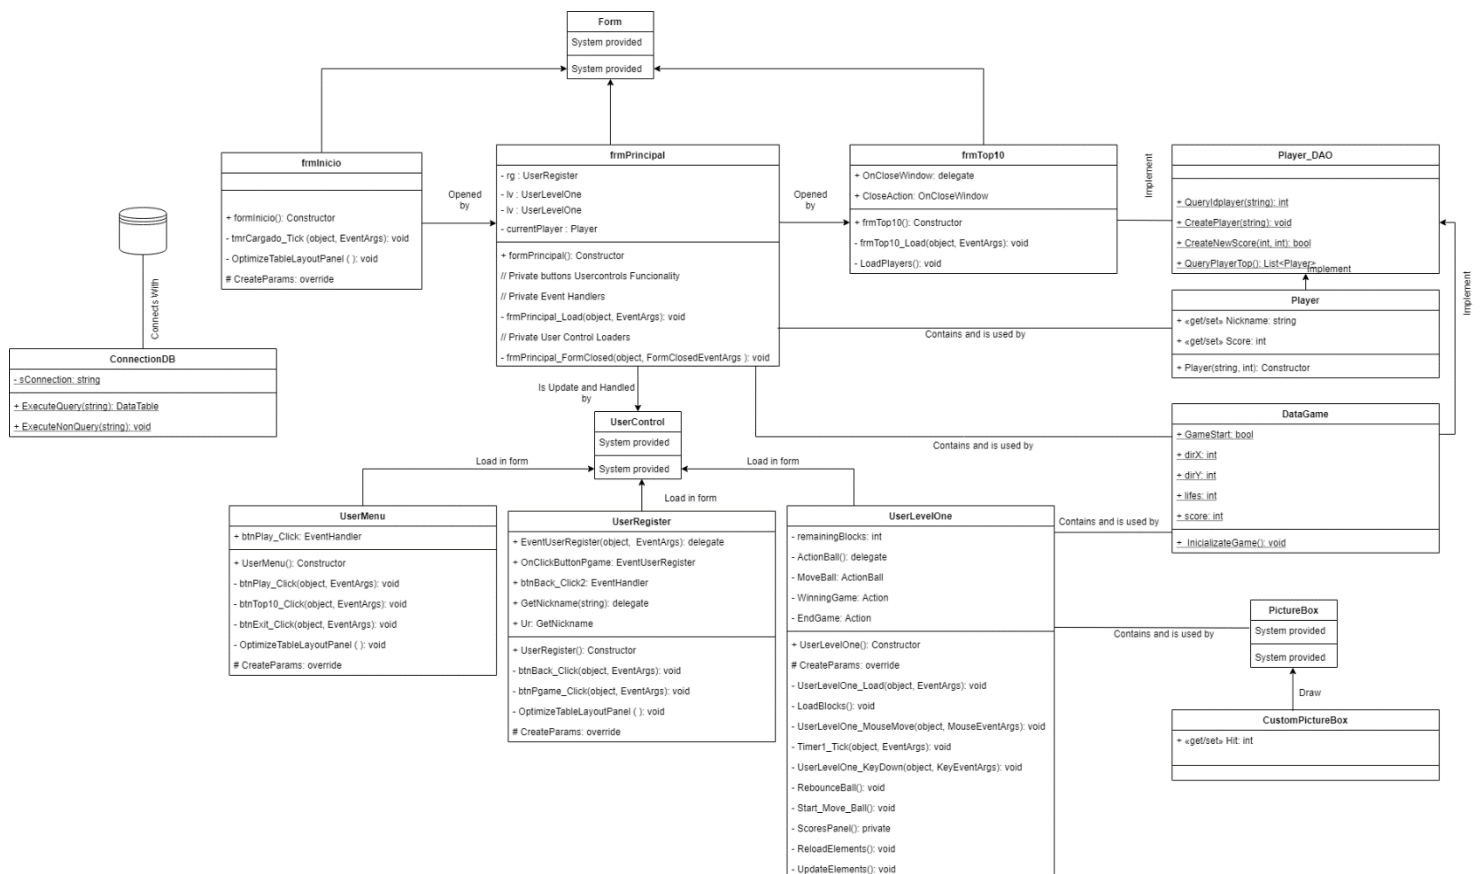 Form
System provided
System provided
frmInicio
+ formInicio(): Constructor
- tmrCargado_Tick (object, EventArgs): void
- OptimizeTableLayoutPanel ( ): void
# CreateParams: override
Opened
by
frmPrincipal
- rg : UserRegister
- lv : UserLevelOne
- lv : UserLevelOne
- currentPlayer : Player
+ formPrincipal(): Constructor
// Private buttons Usercontrols Funcionality
// Private Event Handlers
- frmPrincipal_Load(object, EventArgs): void
// Private User Control Loaders
- frmPrincipal_FormClosed(object, FormClosedEventArgs ): void
Opened
by
frmTop10
+ OnCloseWindow: delegate
+ CloseAction: OnCloseWindow
+ frmTop10(): Constructor
- frmTop10_Load(object, EventArgs): void
- LoadPlayers(): void
Implement
Player_DAO
+ QueryIdplayer(string): int
+ CreatePlayer(string): void
+ CreateNewScore(int, int): bool
+ QueryPlayerTop(): List<Player>
Implement
Implement
Player
+ «get/set» Nickname: string
+ «get/set» Score: int
+ Player(string, int): Constructor
Contains and is used by
Connects With
ConnectionDB
- sConnection: string
+ ExecuteQuery(string): DataTable
+ ExecuteNonQuery(string): void
Is Update and Handled
by
UserControl
System provided
System provided
Contains and is used by
DataGame
+ GameStart: bool
+ dirX: int
+ dirY: int
+ lifes: int
+ score: int
+ InicializateGame(): void
Load in form
Load in form
Load in form
UserMenu
+ btnPlay_Click: EventHandler
+ UserMenu(): Constructor
- btnPlay_Click(object, EventArgs): void
- btnTop10_Click(object, EventArgs): void
- btnExit_Click(object, EventArgs): void
- OptimizeTableLayoutPanel ( ): void
# CreateParams: override
UserRegister
+ EventUserRegister(object, EventArgs): delegate
+ OnClickButtonPgame: EventUserRegister
+ btnBack_Click2: EventHandler
+ GetNickname(string): delegate
+ Ur: GetNickname
+ UserRegister(): Constructor
- btnBack_Click(object, EventArgs): void
- btnPgame_Click(object, EventArgs): void
- OptimizeTableLayoutPanel ( ): void
# CreateParams: override
UserLevelOne
- remainingBlocks: int
- ActionBall(): delegate
- MoveBall: ActionBall
- WinningGame: Action
- EndGame: Action
+ UserLevelOne(): Constructor
# CreateParams: override
- UserLevelOne_Load(object, EventArgs): void
- LoadBlocks(): void
- UserLevelOne_MouseMove(object, MouseEventArgs): void
- Timer1_Tick(object, EventArgs): void
- UserLevelOne_KeyDown(object, KeyEventArgs): void
- RebounceBall(): void
- Start_Move_Ball(): void
- ScoresPanel(): private
- ReloadElements(): void
- UpdateElements(): void
Contains and is used by
Contains and is used by
PictureBox
System provided
System provided
Draw
CustomPictureBox
+ «get/set» Hit: int